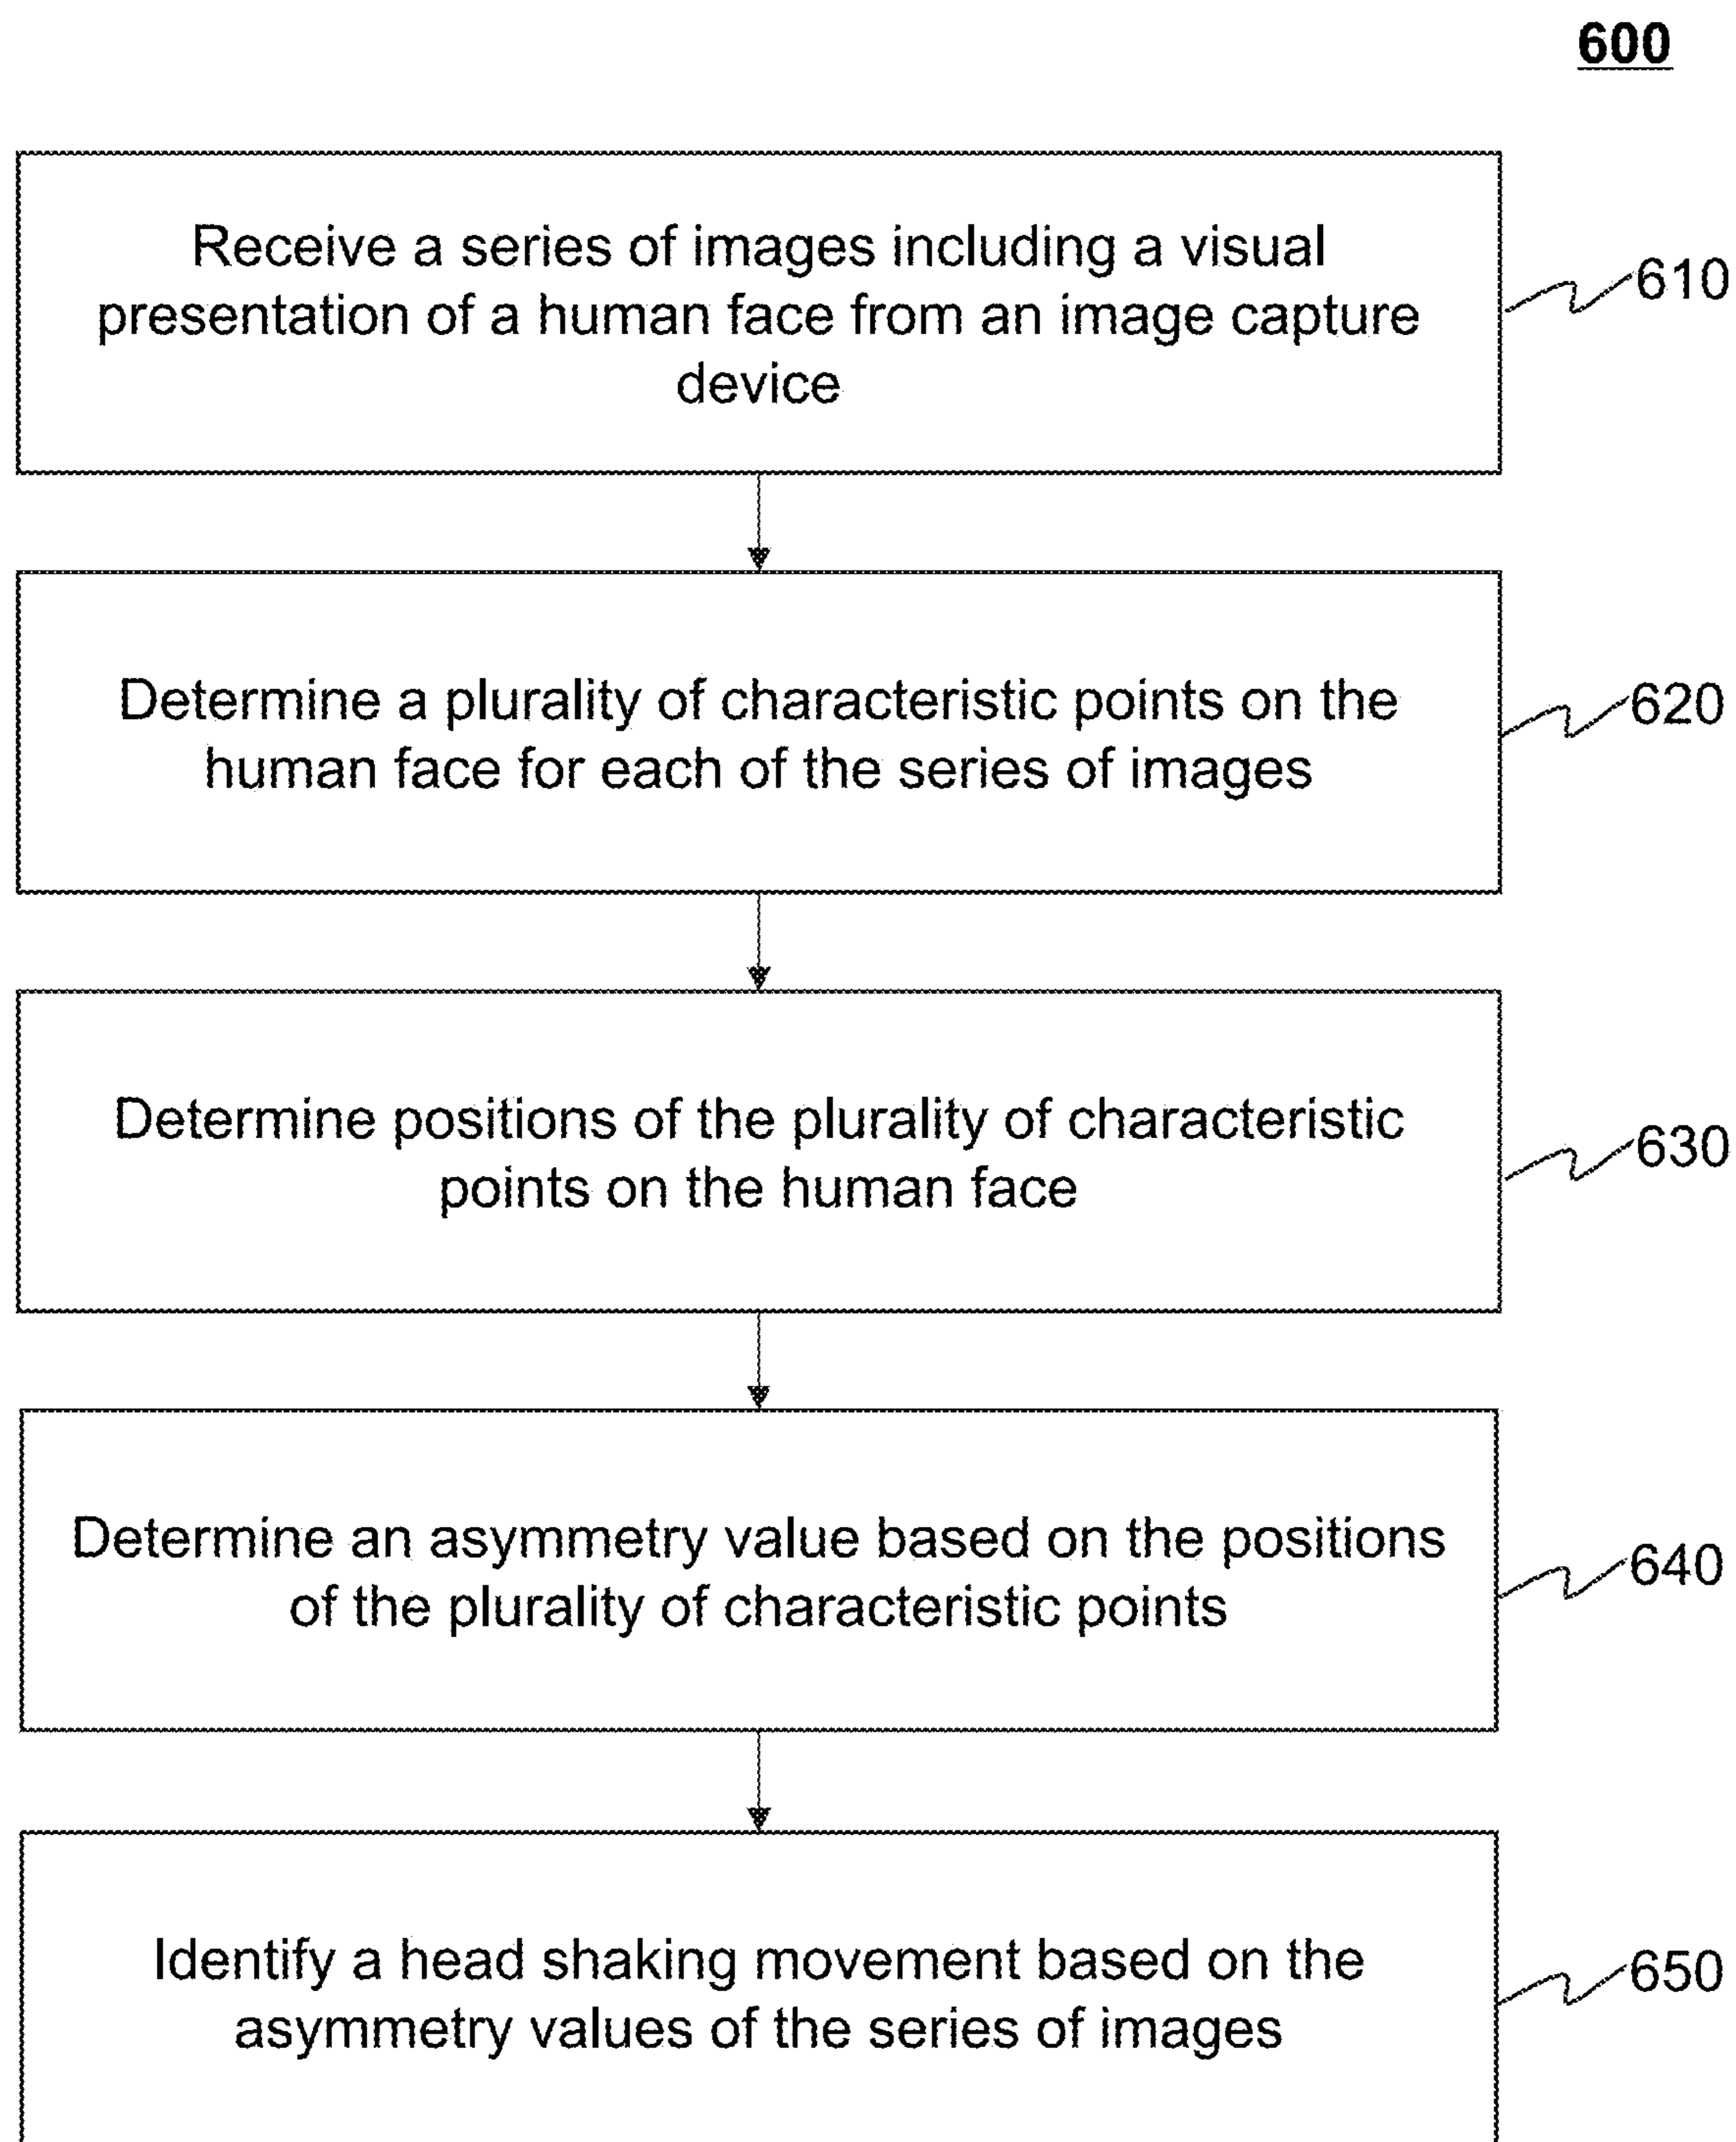 600
Receive a series of images including a visual
presentation of a human face from an image capture
device
610
Determine a plurality of characteristic points on the
human face for each of the series of images
620
Determine positions of the plurality of characteristic
points on the human face
630
Determine an asymmetry value based on the positions
of the plurality of characteristic points
640
Identify a head shaking movement based on the
asymmetry values of the series of images
650